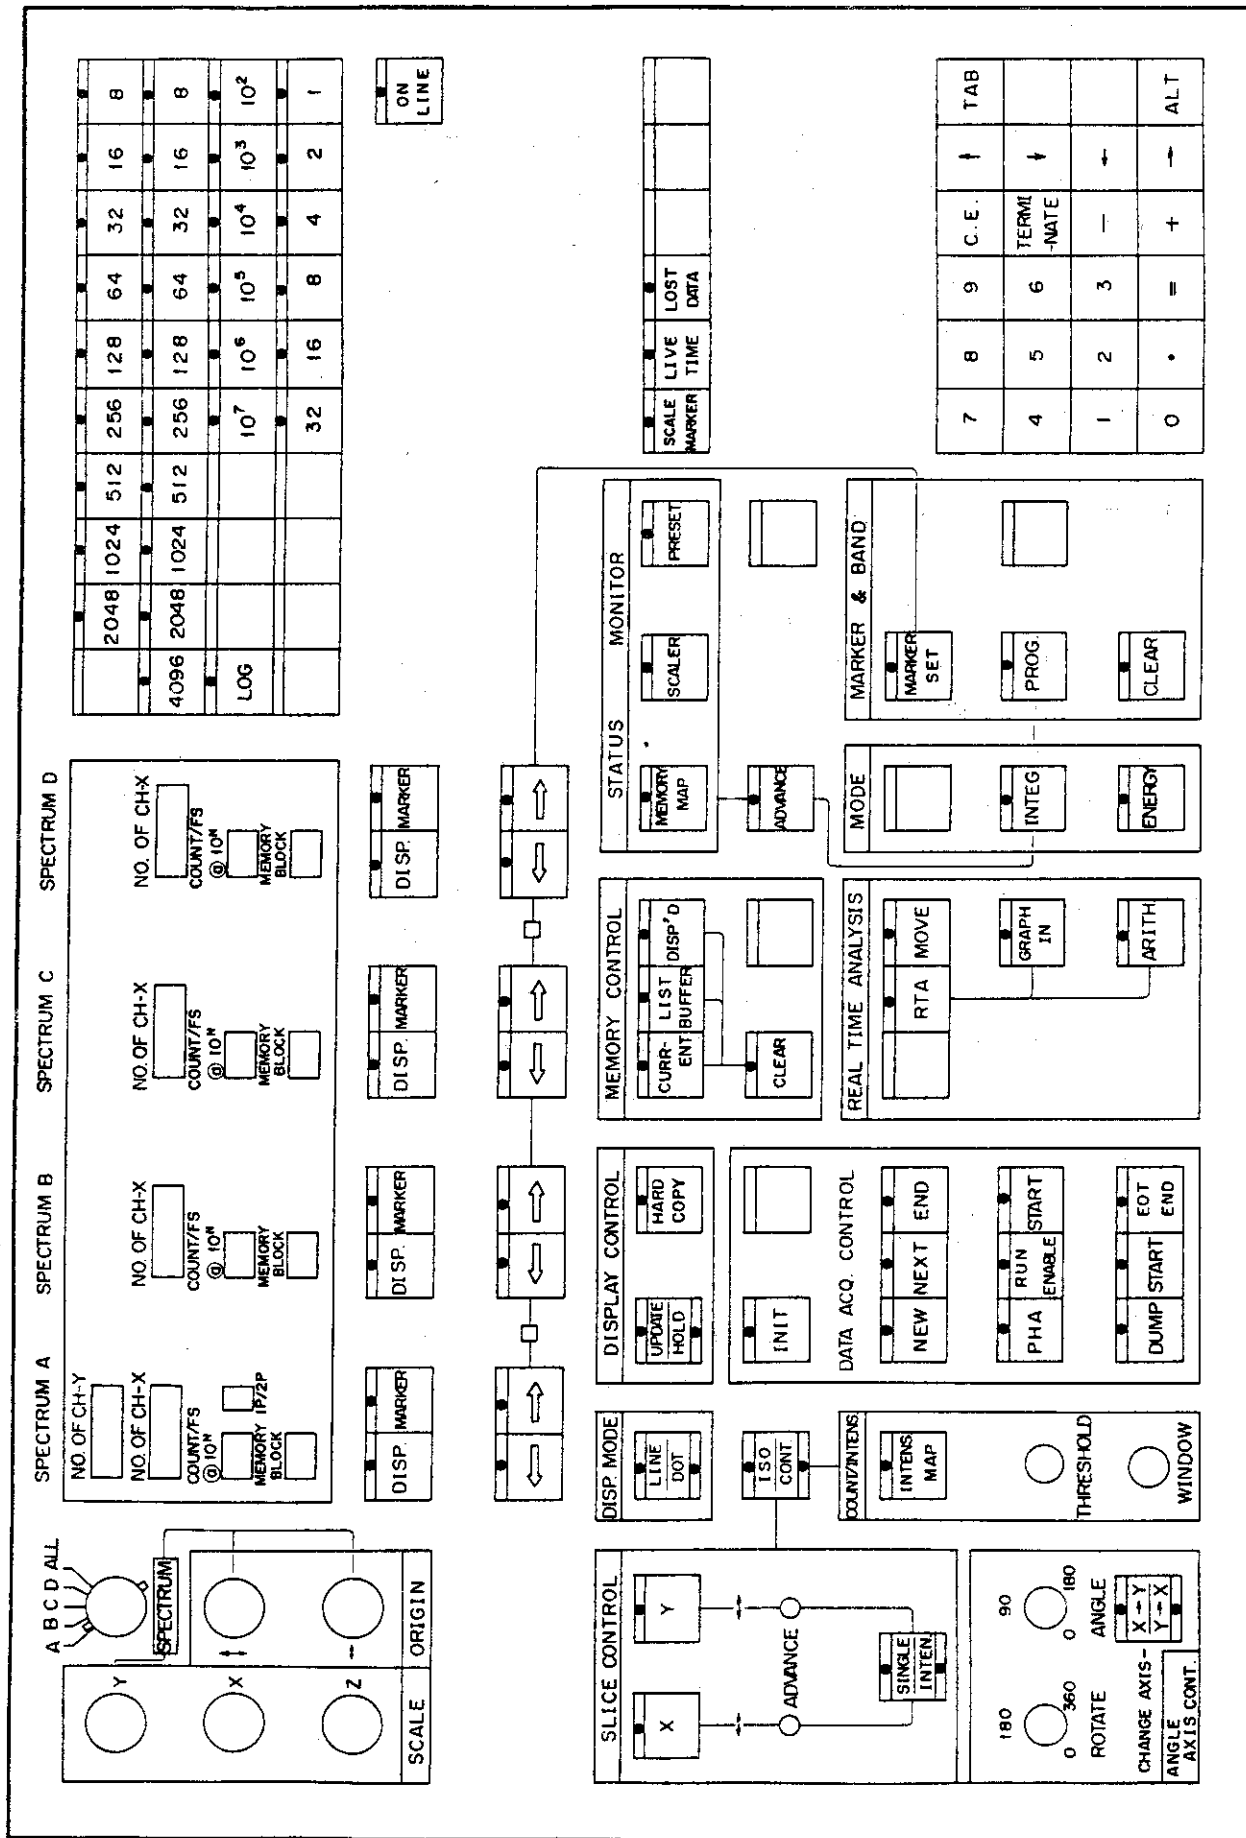 SPECTRUM A SPECTRUM B SPECTRUM C SPECTRUM D
A B C D ALL
SPECTRUM
Y
X
Z
SCALE ORIGIN
NO. OF CH-Y
NO. OF CH-X
COUNT/FS
@ 10ᴺ
1P/2P
MEMORY
BLOCK
NO. OF CH-X
COUNT/FS
@ 10ᴺ
MEMORY
BLOCK
NO. OF CH-X
COUNT/FS
@ 10ᴺ
MEMORY
BLOCK
NO. OF CH-X
COUNT/FS
@ 10ᴺ
MEMORY
BLOCK
2048 1024 512 256 128 64 32 16 8
4096 2048 1024 512 256 128 64 32 16 8
LOG 10⁷ 10⁶ 10⁵ 10⁴ 10³ 10²
32 16 8 4 2 1
DISP. MARKER
DISP. MARKER
DISP. MARKER
DISP. MARKER
ON
LINE
⇦ ⇨
⇦ ⇨
⇦ ⇨
⇦ ⇨
SLICE CONTROL
X Y
ADVANCE
SINGLE
INTEN.
DISP. MODE
LINE
DOT
ISO
CONT.
COUNT/INTENS
INTENS
MAP
THRESHOLD
WINDOW
DISPLAY CONTROL
UPDATE
HOLD
HARD
COPY
INIT
DATA ACQ. CONTROL
NEW NEXT END
PHA
RUN
ENABLE
START
DUMP START
EOT
END
MEMORY CONTROL
CURR-
ENT
LIST
BUFFER
DISP'D
CLEAR
REAL TIME ANALYSIS
RTA MOVE
GRAPH
IN
ARITH
STATUS MONITOR
MEMORY
MAP
SCALER
PRESET
ADVANCE
MODE
INTEG
ENERGY
MARKER & BAND
MARKER
SET
PROG.
CLEAR
SCALE
MARKER
LIVE
TIME
LOST
DATA
7 8 9 C.E. ↑ TAB
4 5 6 TERMI
-NATE ↓
1 2 3 − ←
0 • = + → ALT
180
0 360
ROTATE
90
0 180
ANGLE
CHANGE AXIS-
X→Y
Y→X
ANGLE
AXIS CONT.